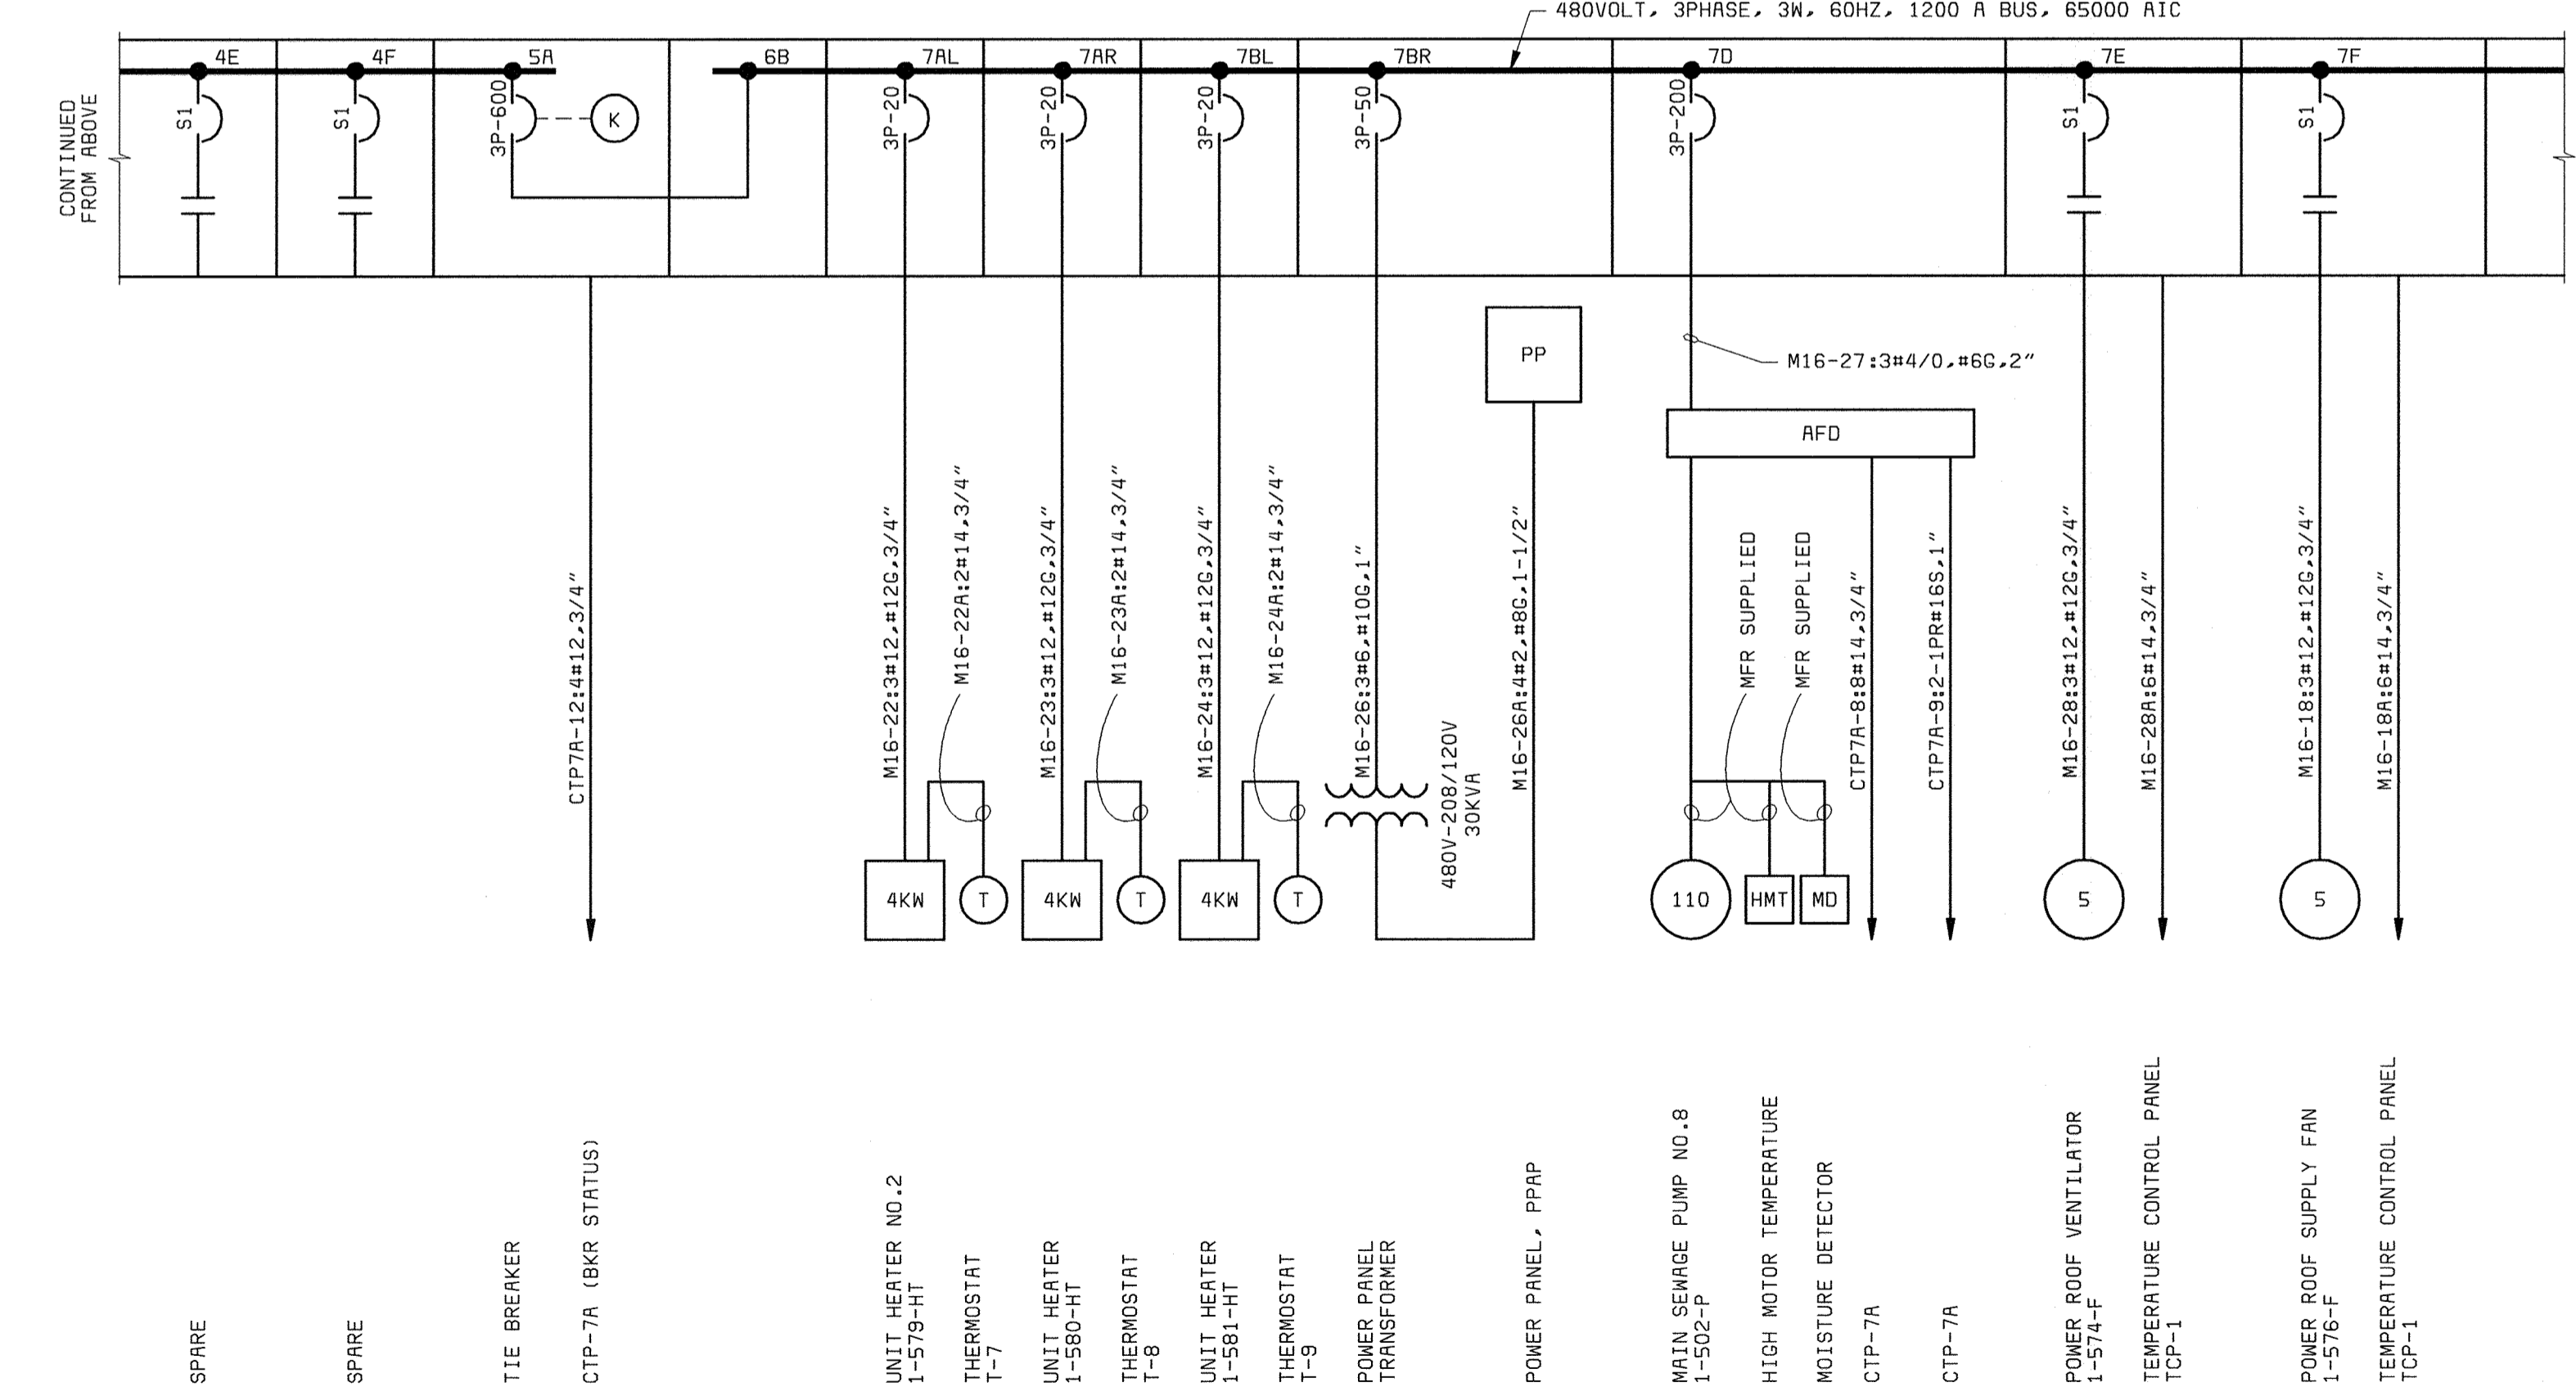 480VOLT, 3PHASE, 3W, 60HZ, 1200 A BUS, 65000 AIC
4E
4F
5A
6B
7AL
7AR
7BL
7BR
7D
7E
7F
CONTINUED
FROM ABOVE
S1
S1
3P-600
K
3P-20
3P-20
3P-20
3P-50
3P-200
S1
S1
PP
M16-27:3#4/0,#6G,2"
AFD
CTP7A-12:4#12,3/4"
M16-22:3#12,#12G,3/4"
M16-22A:2#14,3/4"
M16-23:3#12,#12G,3/4"
M16-23A:2#14,3/4"
M16-24:3#12,#12G,3/4"
M16-24A:2#14,3/4"
M16-26:3#6,#10G,1"
480V-208/120V
30KVA
M16-26A:4#2,#8G,1-1/2"
MFR SUPPLIED
MFR SUPPLIED
CTP7A-8:8#14,3/4"
CTP7A-9:2-1PR#16S,1"
M16-28:3#12,#12G,3/4"
M16-28A:6#14,3/4"
M16-18:3#12,#12G,3/4"
M16-18A:6#14,3/4"
4KW
T
4KW
T
4KW
T
110
HMT
MD
5
5
SPARE
SPARE
TIE BREAKER
CTP-7A (BKR STATUS)
UNIT HEATER NO.2
1-579-HT
THERMOSTAT
T-7
UNIT HEATER
1-580-HT
THERMOSTAT
T-8
UNIT HEATER
1-581-HT
THERMOSTAT
T-9
POWER PANEL
TRANSFORMER
POWER PANEL, PPAP
MAIN SEWAGE PUMP NO.8
1-502-P
HIGH MOTOR TEMPERATURE
MOISTURE DETECTOR
CTP-7A
CTP-7A
POWER ROOF VENTILATOR
1-574-F
TEMPERATURE CONTROL PANEL
TCP-1
POWER ROOF SUPPLY FAN
1-576-F
TEMPERATURE CONTROL PANEL
TCP-1